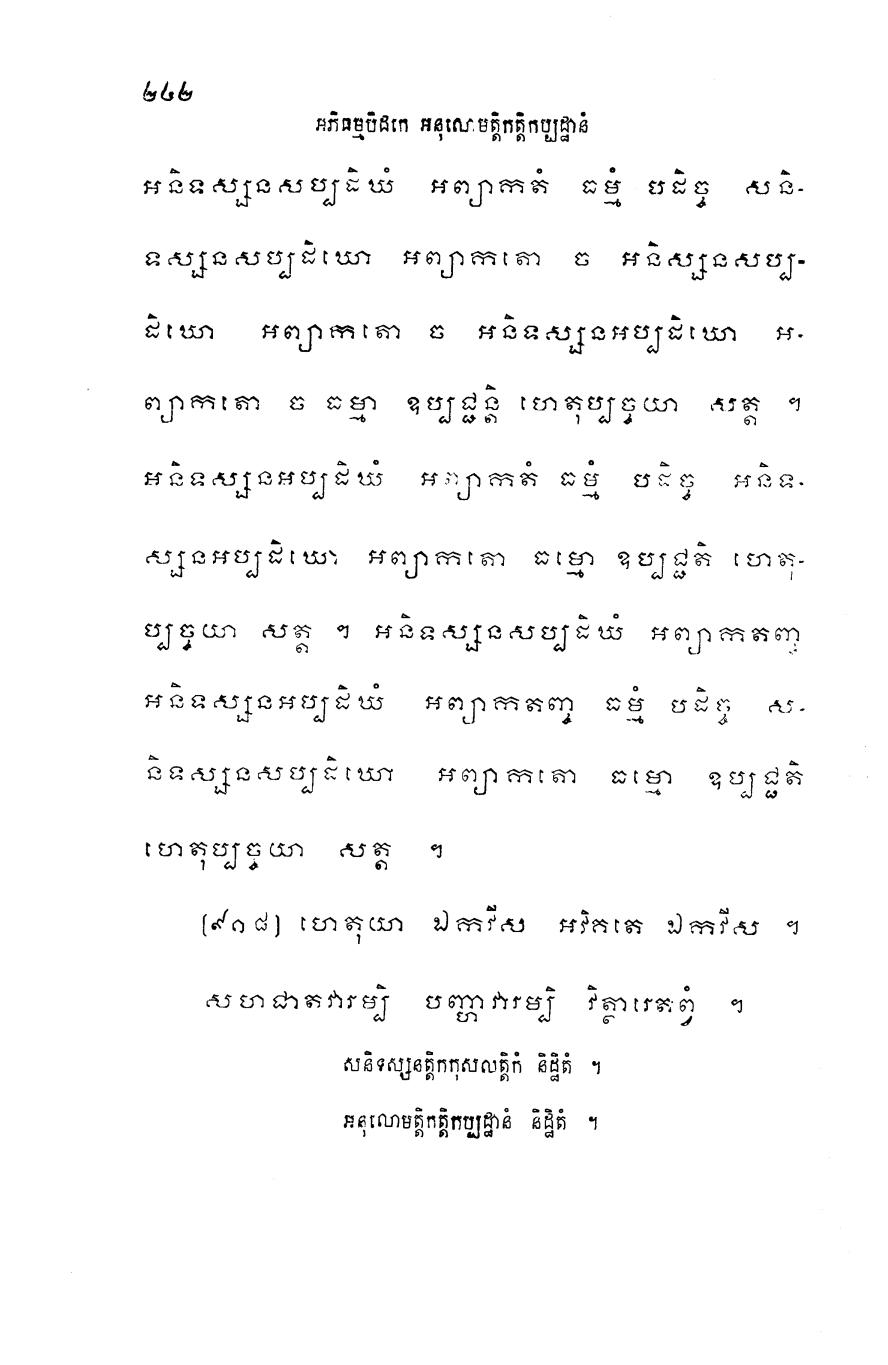 ២៤២
អភិធម្មបិដកេ អនុលោមត្តិកត្តិកប្បដ្ឋានំ
អនិទស្សនសប្បដិឃំ អព្យាកតំ ធម្មំ បដិច្ច សនិ-
ទស្សនសប្បដិឃោ អព្យាកតោ ច អនិស្សនសប្ប-
ដិឃោ អព្យាកតោ ច អនិទស្សនអប្បដិឃោ អ-
ព្យាកតោ ច ធម្មា ឧប្បជ្ជន្តិ ហេតុប្បច្ចយា សត្ត ។
អនិទស្សនអប្បដិឃំ អព្យាកតំ ធម្មំ បដិច្ច អនិទ-
ស្សនអប្បដិឃោ អព្យាកតោ ធម្មោ ឧប្បជ្ជតិ ហេតុ-
ប្បច្ចយា សត្ត ។ អនិទស្សនសប្បដិឃំ អព្យាកតញ្ច
អនិទស្សនអប្បដិឃំ អព្យាកតញ្ច ធម្មំ បដិច្ច ស-
និទស្សនសប្បដិឃោ អព្យាកតោ ធម្មោ ឧប្បជ្ជតិ
ហេតុប្បច្ចយា សត្ត ។
[៩១៨] ហេតុយា ឯកវីស អវិគតេ ឯកវីស ។
សហជាតវារម្បិ បញ្ហាវារម្បិ វិត្ថារេតព្វំ ។
សនិទស្សនត្តិកកុសលត្តិកំ និដ្ឋិតំ ។
អនុលោមត្តិកត្តិកប្បដ្ឋានំ និដ្ឋិតំ ។